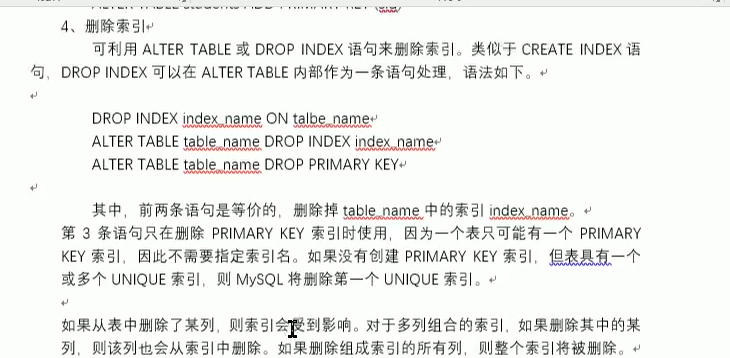 4、删除索引
可利用 ALTER TABLE 或 DROP INDEX 语句来删除索引。类似于 CREATE INDEX 语
句，DROP INDEX 可以在 ALTER TABLE 内部作为一条语句处理，语法如下。
DROP INDEX index_name ON talbe_name
ALTER TABLE table_name DROP INDEX index_name
ALTER TABLE table_name DROP PRIMARY KEY
其中，前两条语句是等价的，删除掉 table_name 中的索引 index_name。
第 3 条语句只在删除 PRIMARY KEY 索引时使用，因为一个表只可能有一个 PRIMARY
KEY 索引，因此不需要指定索引名。如果没有创建 PRIMARY KEY 索引，但表具有一个
或多个 UNIQUE 索引，则 MySQL 将删除第一个 UNIQUE 索引。
如果从表中删除了某列，则索引会受到影响。对于多列组合的索引，如果删除其中的某
列，则该列也会从索引中删除。如果删除组成索引的所有列，则整个索引将被删除。